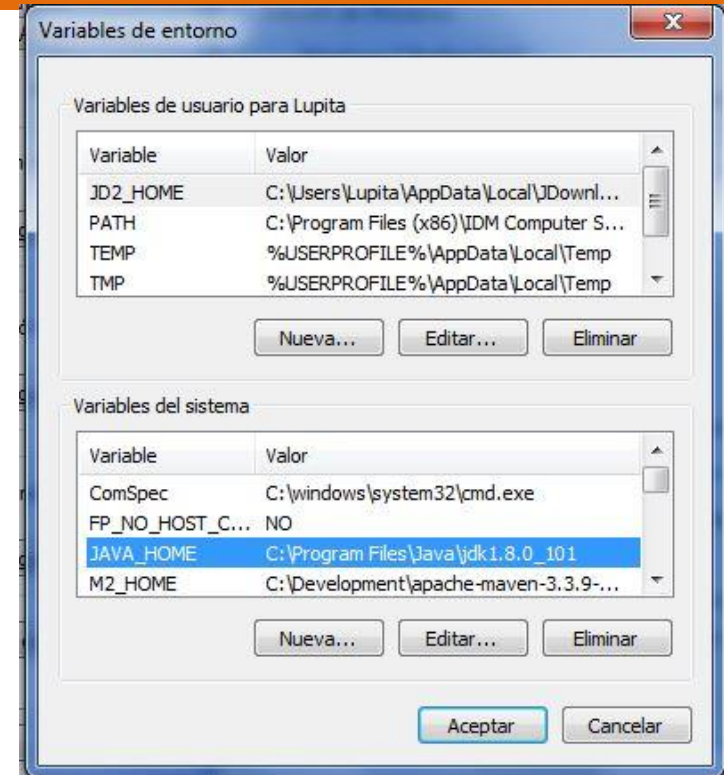 Variables de entorno
Variables de usuario para Lupita
Variable Valor
JD2_HOME C:\Users\Lupita\AppData\Local\JDownl...
PATH C:\Program Files (x86)\IDM Computer S...
TEMP %USERPROFILE%\AppData\Local\Temp
TMP %USERPROFILE%\AppData\Local\Temp
Nueva... Editar... Eliminar
Variables del sistema
Variable Valor
ComSpec C:\windows\system32\cmd.exe
FP_NO_HOST_C... NO
JAVA_HOME C:\Program Files\Java\jdk1.8.0_101
M2_HOME C:\Development\apache-maven-3.3.9-...
Nueva... Editar... Eliminar
Aceptar Cancelar